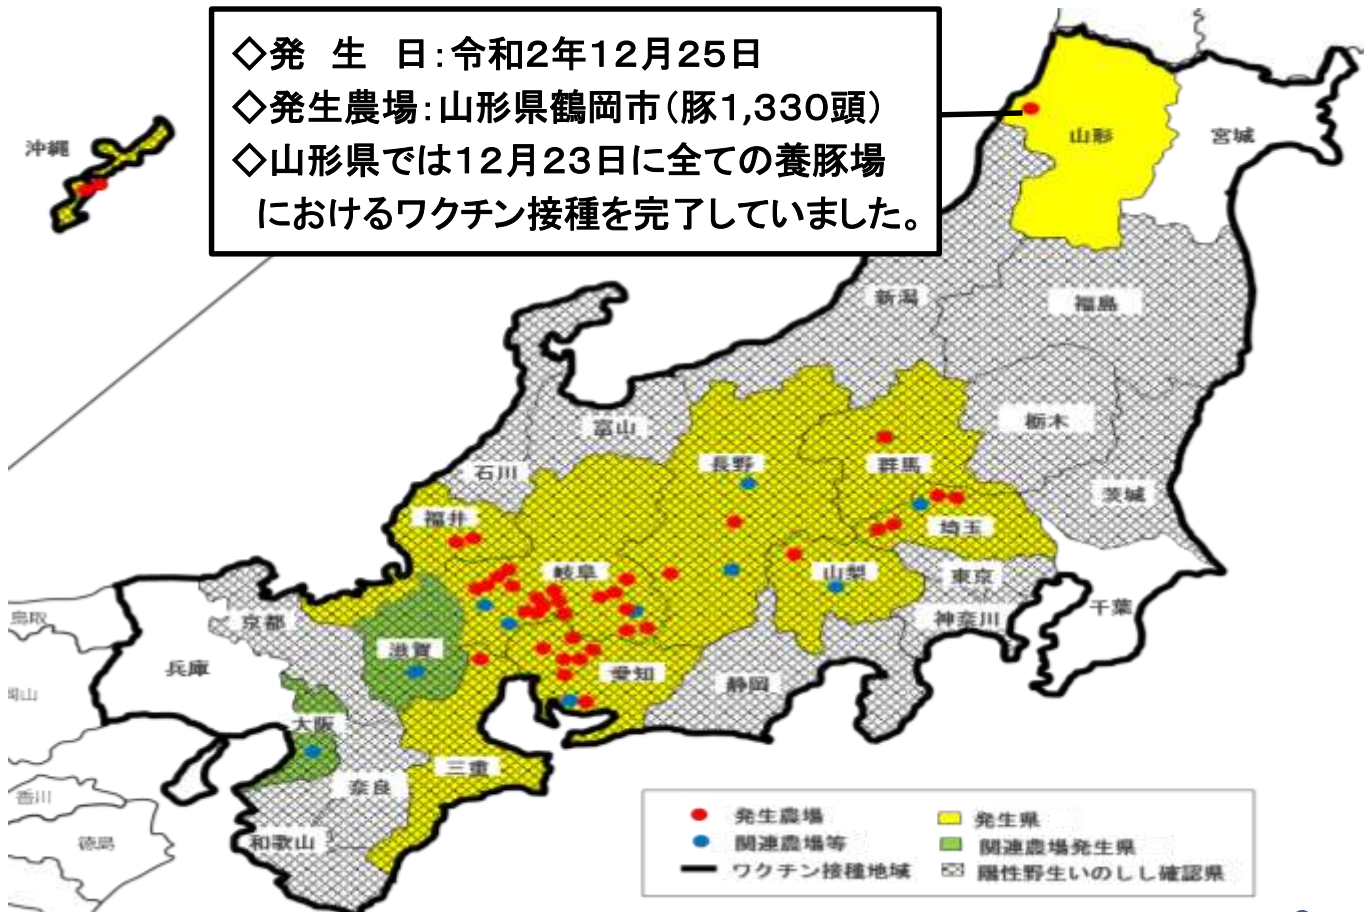 ◇発　生　日：令和２年１２月２５日
◇発生農場：山形県鶴岡市（豚１,３３０頭）
◇山形県では１２月２３日に全ての養豚場
におけるワクチン接種を完了していました。
沖縄
山形
宮城
新潟
福島
富山
栃木
石川
長野
群馬
茨城
福井
埼玉
岐阜
山梨
東京
千葉
鳥取
京都
神奈川
兵庫
滋賀
愛知
静岡
岡山
大阪
三重
奈良
香川
徳島
和歌山
発生農場
発生県
関連農場等
関連農場発生県
ワクチン接種地域
陽性野生いのしし確認県